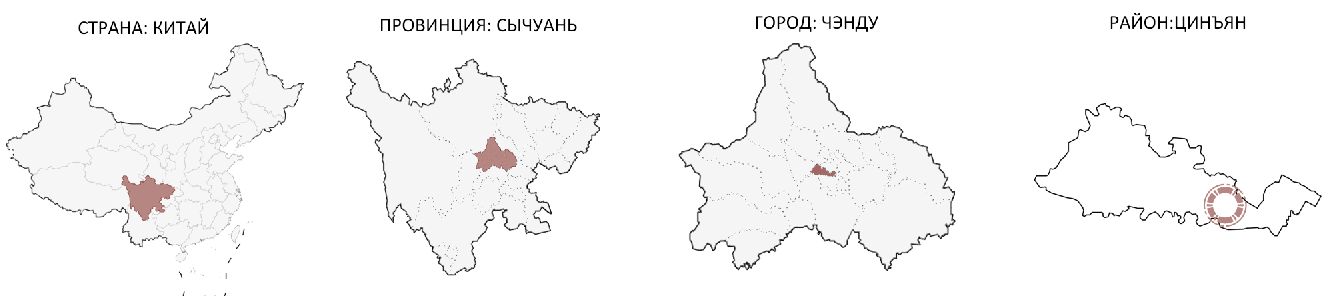 СТРАНА: КИТАЙ
ПРОВИНЦИЯ: СЫЧУАНЬ
ГОРОД: ЧЭНДУ
РАЙОН:ЦИНЪЯН